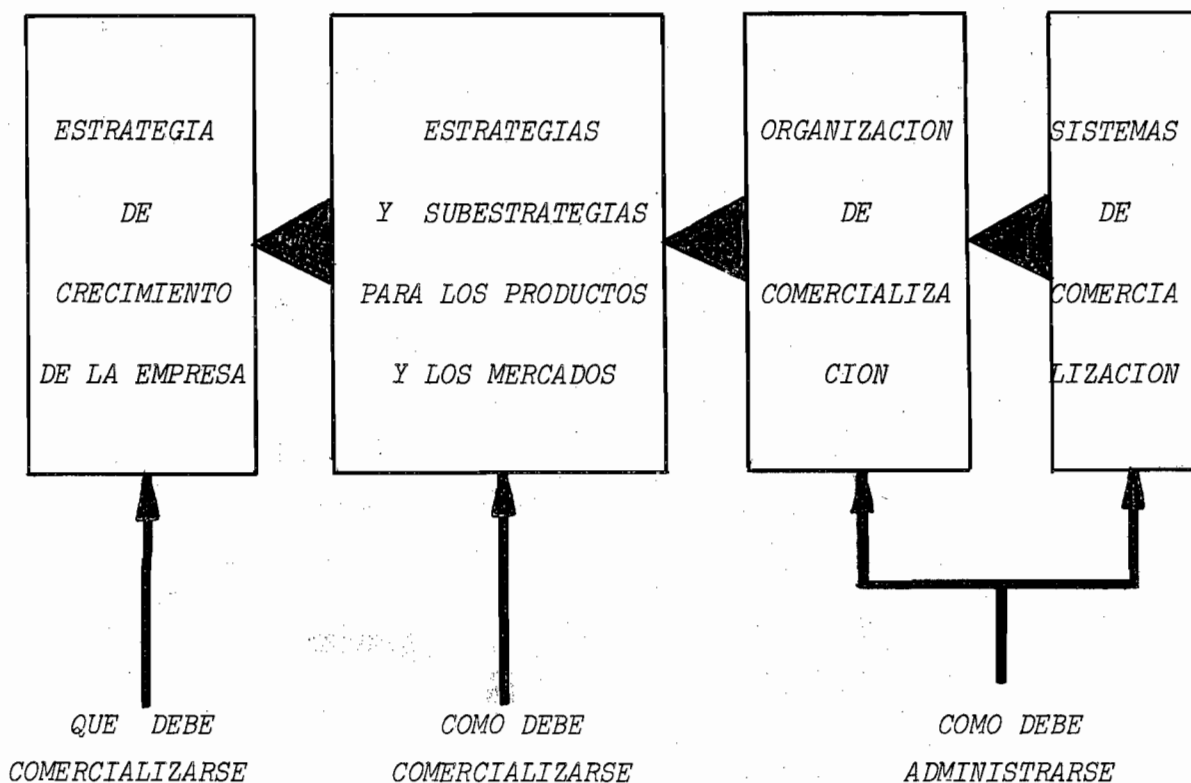 ESTRATEGIA
DE
CRECIMIENTO
DE LA EMPRESA
ESTRATEGIAS
Y SUBESTRATEGIAS
PARA LOS PRODUCTOS
Y LOS MERCADOS
ORGANIZACION
DE
COMERCIALIZA
CION
SISTEMAS
DE
COMERCIA
LIZACION
QUE DEBE
COMERCIALIZARSE
COMO DEBE
COMERCIALIZARSE
COMO DEBE
ADMINISTRARSE